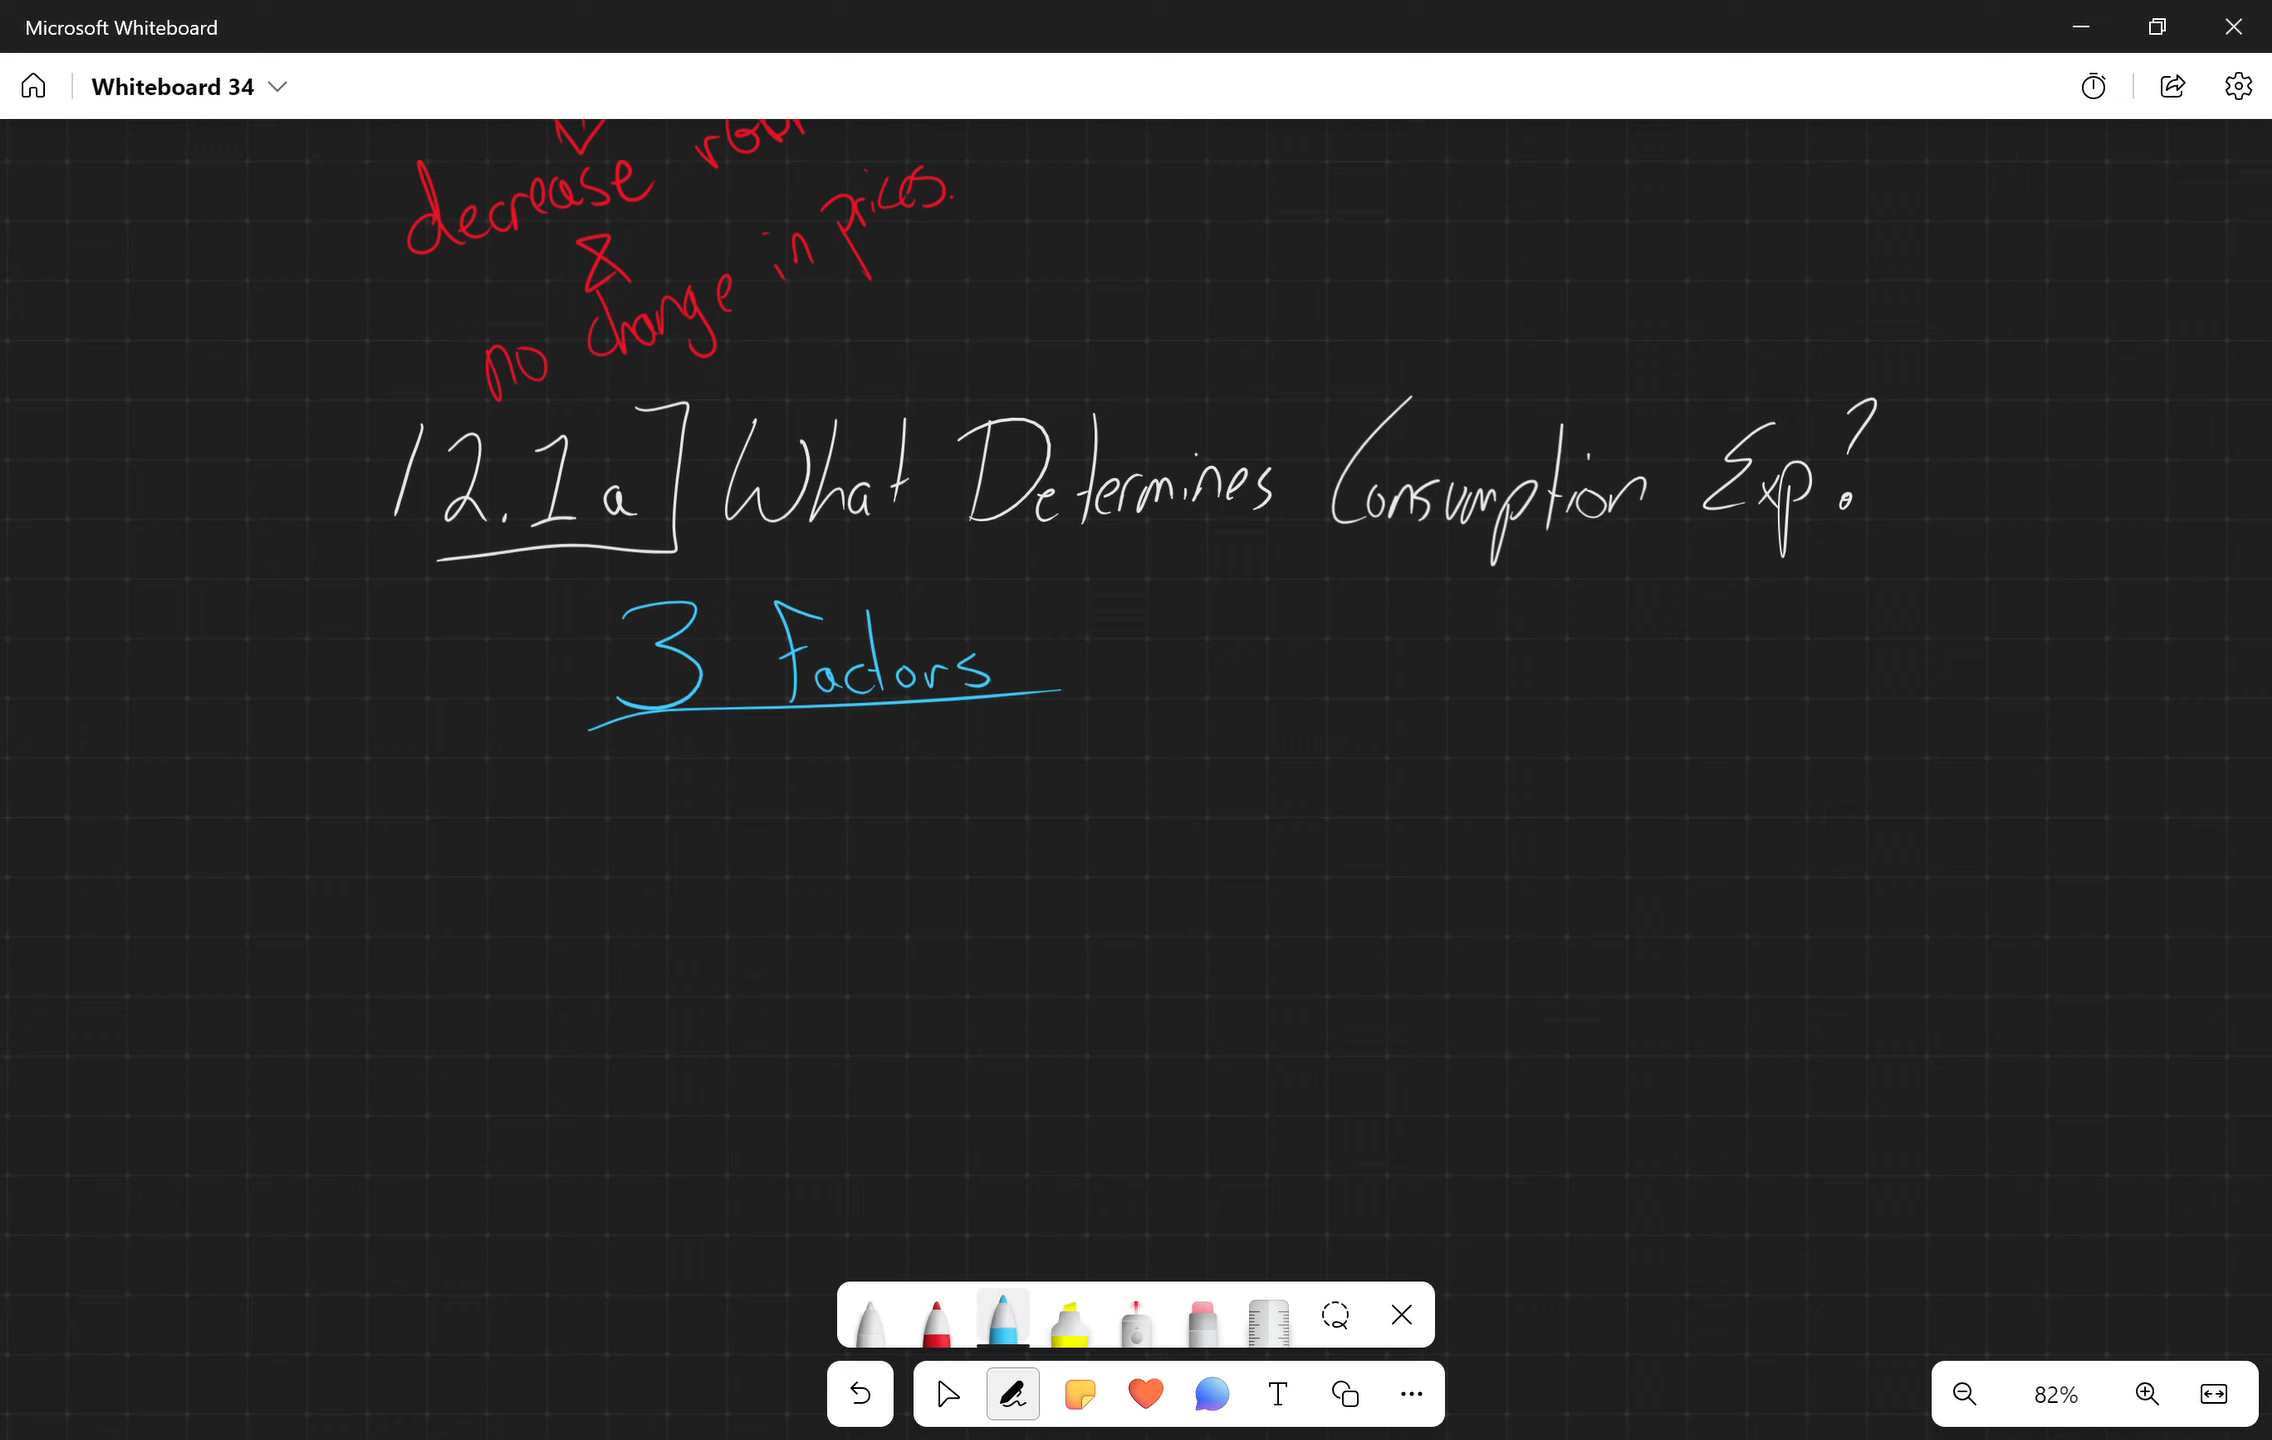 Microsoft Whiteboard
Whiteboard 34
decrease
&
no change in prices.
12.1a] What Determines Consumption Exp?
3 Factors
T
82%